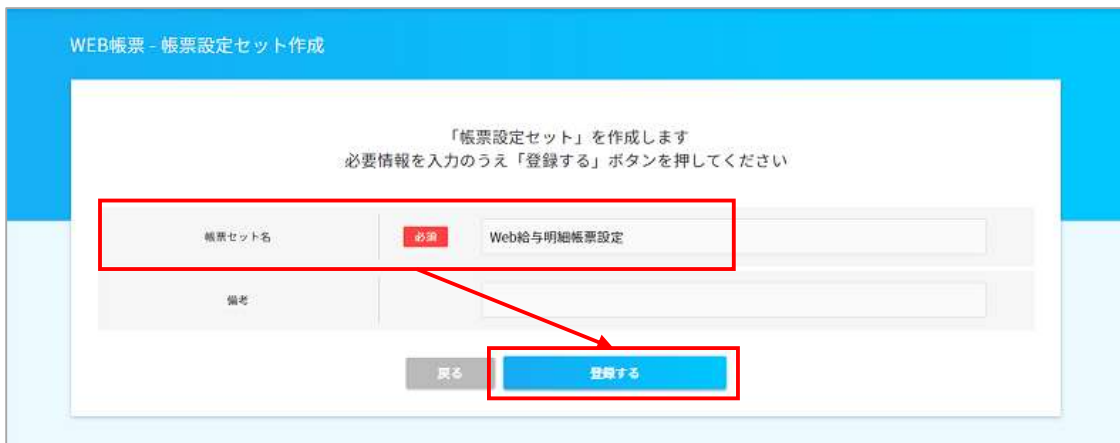 WEB帳票 - 帳票設定セット作成
「帳票設定セット」を作成します
必要情報を入力のうえ「登録する」ボタンを押してください
帳票セット名 必須 Web給与明細帳票設定
備考
戻る 登録する